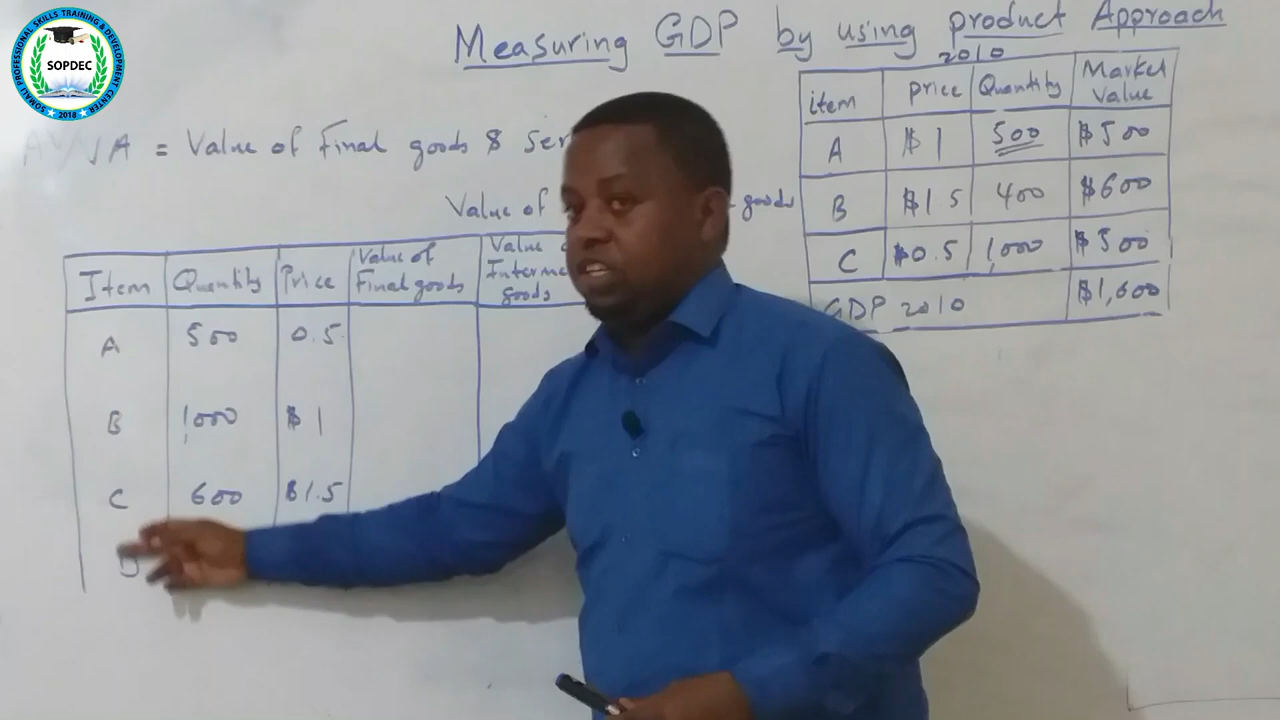 SOMALI PROFESSIONAL SKILLS TRAINING & DEVELOPMENT CENTER
SOPDEC
2018
Measuring GDP by using product Approach
2010
item price Quantity Market Value
A $1 500 $500
B $1.5 400 $600
C $0.5 1,000 $500
GDP 2010 $1,600
= Value of Final goods &
Value of
goods
Item Quantity Price Value of Final goods Value goods
A 500 0.5
B 1,000 $1
C 600 $1.5